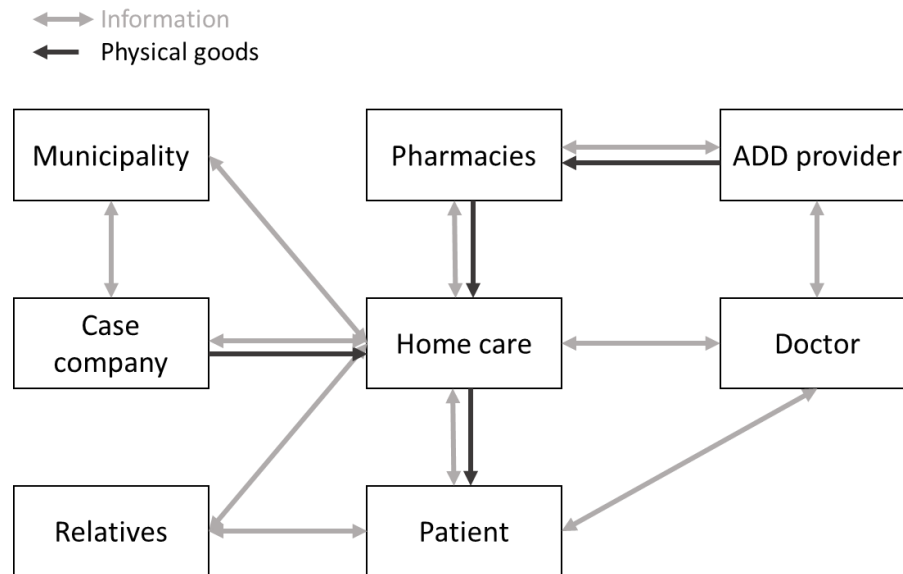 Information
Physical goods
Municipality
Pharmacies
ADD provider
Case
company
Home care
Doctor
Relatives
Patient